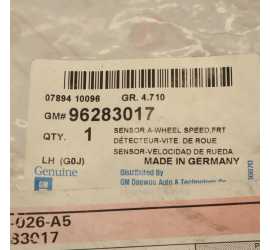 07894 10096 GR. 4.710
GM# 96283017
QTY. 1
SENSOR A-WHEEL SPEED,FRT
DÉTECTEUR-VITE. DE ROUE
SENSOR-VELOCIDAD DE RUEDA
LH (G0J) MADE IN GERMANY
Genuine
GM
Distributed By
GM Daewoo Auto & Technology
-026-A5
83017